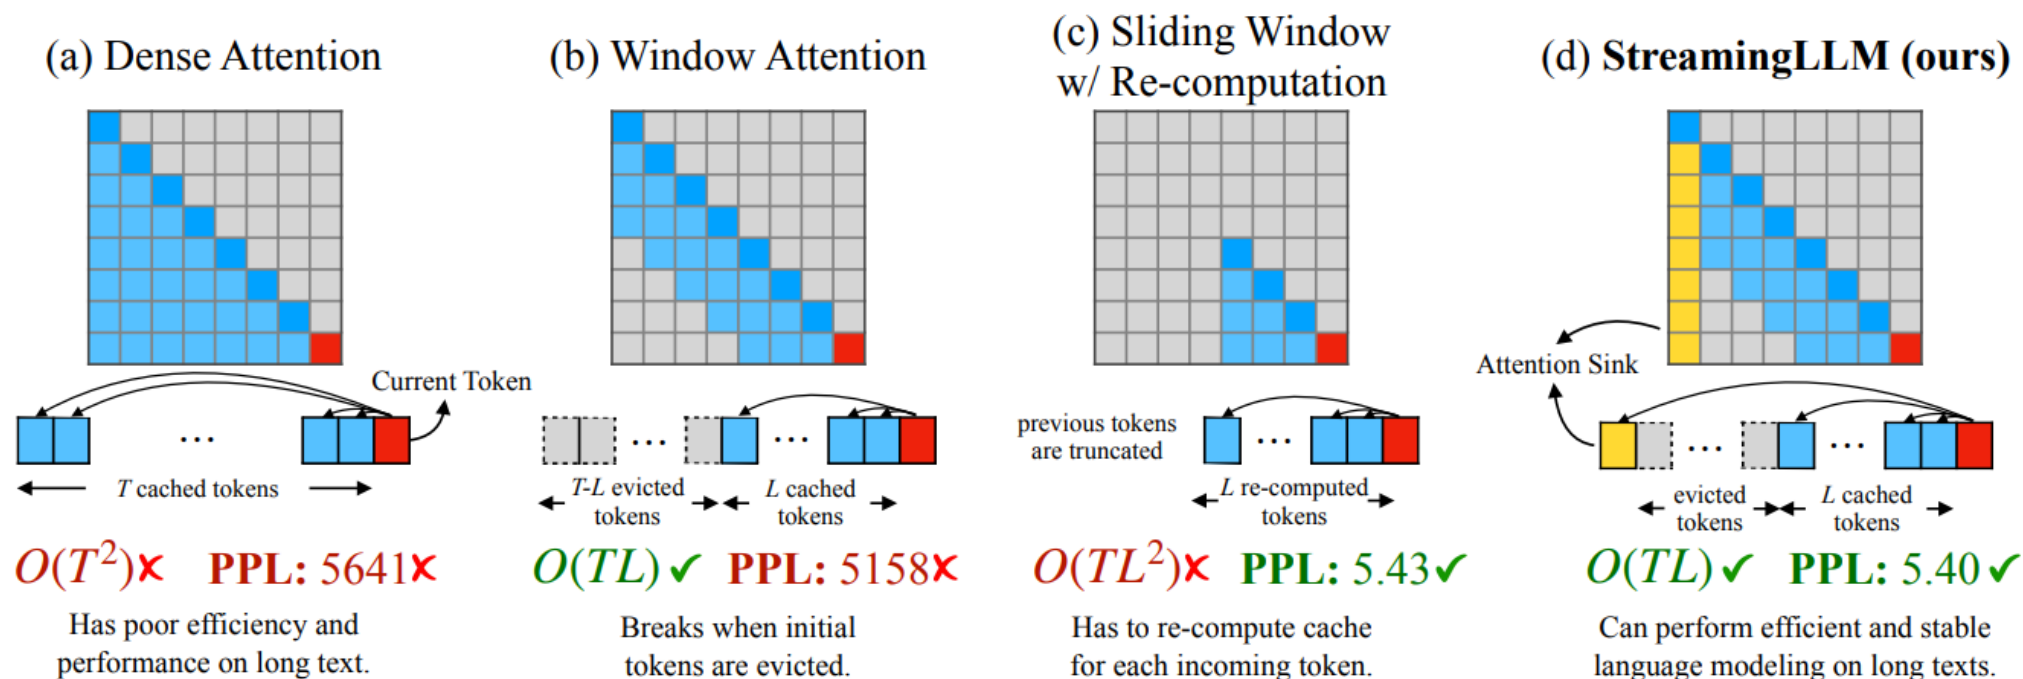 (a) Dense Attention
Current Token
...
T cached tokens
O(T²)✗ PPL: 5641✗
Has poor efficiency and
performance on long text.
(b) Window Attention
... ...
T-L evicted
tokens
L cached
tokens
O(TL)✓ PPL: 5158✗
Breaks when initial
tokens are evicted.
(c) Sliding Window
w/ Re-computation
previous tokens
are truncated
...
L re-computed
tokens
O(TL²)✗ PPL: 5.43✓
Has to re-compute cache
for each incoming token.
(d) StreamingLLM (ours)
Attention Sink
... ...
evicted
tokens
L cached
tokens
O(TL)✓ PPL: 5.40✓
Can perform efficient and stable
language modeling on long texts.